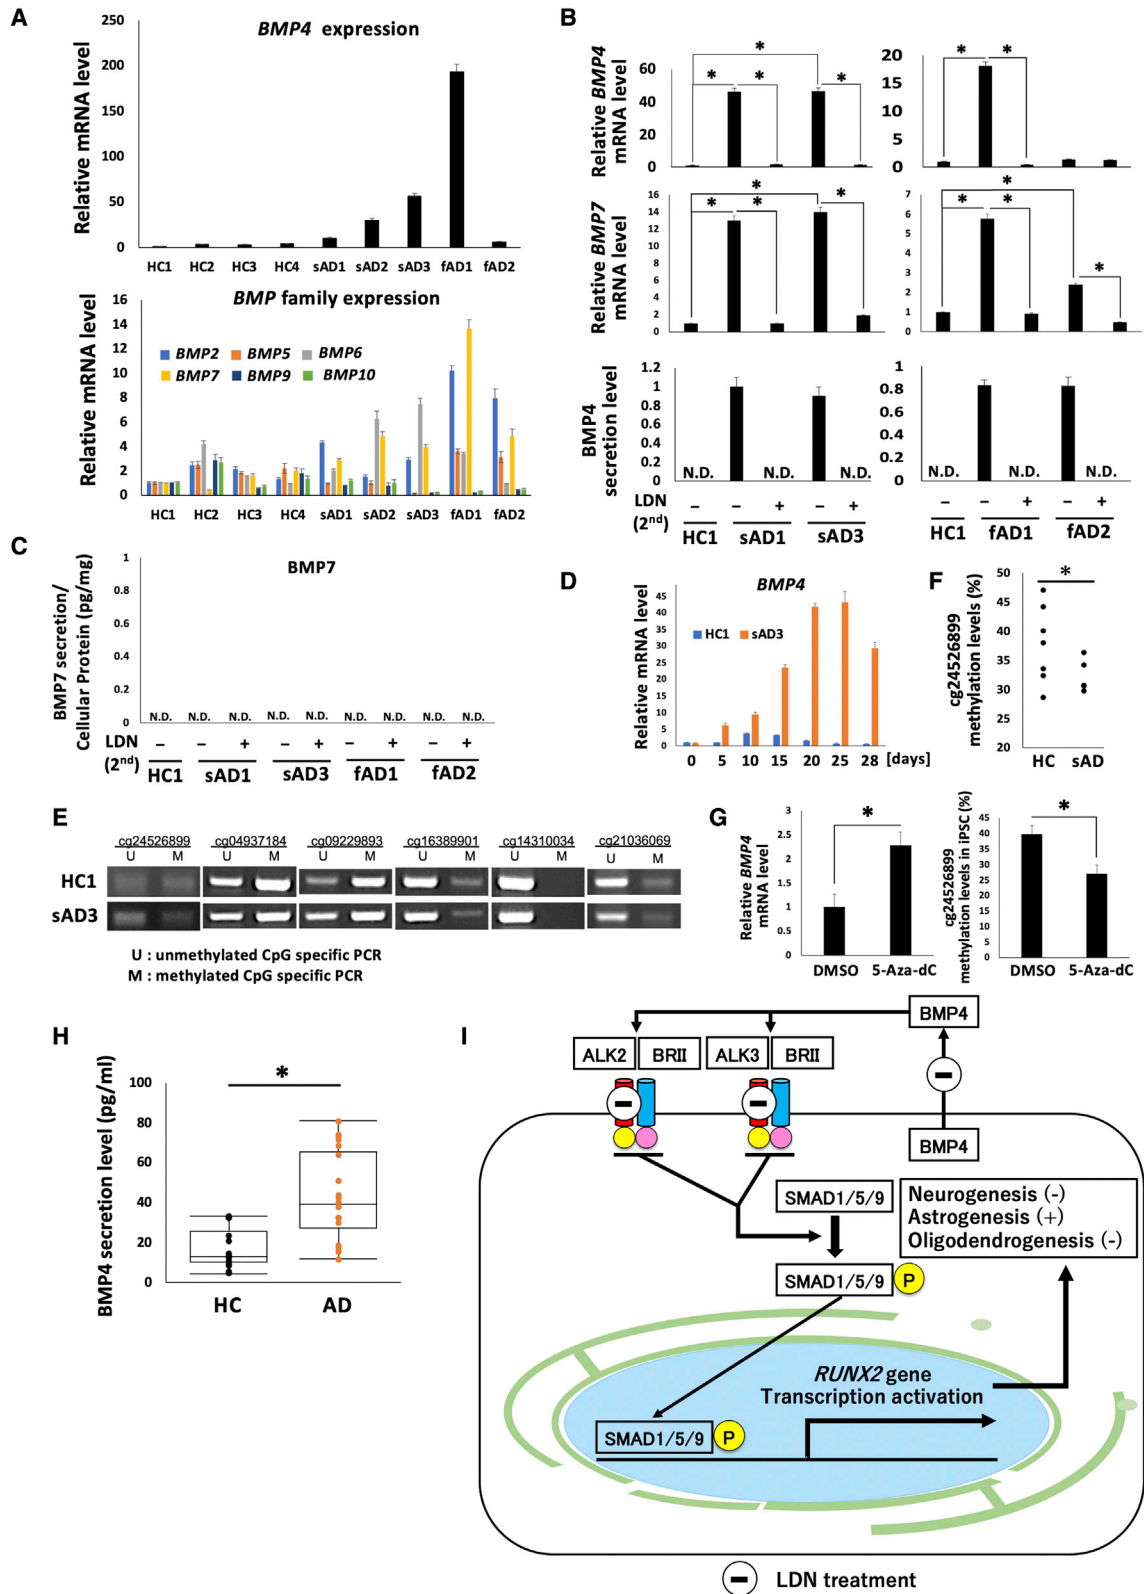 A
BMP4 expression
Relative mRNA level
250
200
150
100
50
0
HC1 HC2 HC3 HC4 sAD1 sAD2 sAD3 fAD1 fAD2
BMP family expression
Relative mRNA level
16
14
12
10
8
6
4
2
0
BMP2 BMP5 BMP6
BMP7 BMP9 BMP10
HC1 HC2 HC3 HC4 sAD1 sAD2 sAD3 fAD1 fAD2
B
Relative BMP4
mRNA level
60
40
20
0
* * * * *
20
15
10
5
0
* *
Relative BMP7
mRNA level
16
14
12
10
8
6
4
2
0
* * * * *
7
6
5
4
3
2
1
0
* * * *
BMP4
secretion level
1.2
1
0.8
0.6
0.4
0.2
0
N.D. N.D. N.D.
1
0.8
0.6
0.4
0.2
0
N.D. N.D. N.D.
LDN
(2nd)
− − + − +
HC1 sAD1 sAD3
− − + − +
HC1 fAD1 fAD2
C
BMP7
BMP7 secretion/
Cellular Protein (pg/mg)
1
0.8
0.6
0.4
0.2
0
N.D. N.D. N.D. N.D. N.D. N.D. N.D. N.D. N.D.
LDN
(2nd)
− − + − + − + − +
HC1 sAD1 sAD3 fAD1 fAD2
D
BMP4
Relative mRNA level
45
40
35
30
25
20
15
10
5
0
HC1 sAD3
0 5 10 15 20 25 28 [days]
F
cg24526899
methylation levels (%)
50
45
40
35
30
25
20
*
HC sAD
E
cg24526899 cg04937184 cg09229893 cg16389901 cg14310034 cg21036069
U M U M U M U M U M U M
HC1
sAD3
U : unmethylated CpG specific PCR
M : methylated CpG specific PCR
G
Relative BMP4
mRNA level
3
2.5
2
1.5
1
0.5
0
*
DMSO 5-Aza-dC
cg24526899
methylation levels in iPSC (%)
45
40
35
30
25
20
15
10
5
0
*
DMSO 5-Aza-dC
H
BMP4 secretion level (pg/ml)
100
80
60
40
20
0
*
HC AD
I
BMP4
ALK2 BRII ALK3 BRII
BMP4
SMAD1/5/9
Neurogenesis (-)
Astrogenesis (+)
Oligodendrogenesis (-)
SMAD1/5/9 P
RUNX2 gene
Transcription activation
SMAD1/5/9 P
LDN treatment